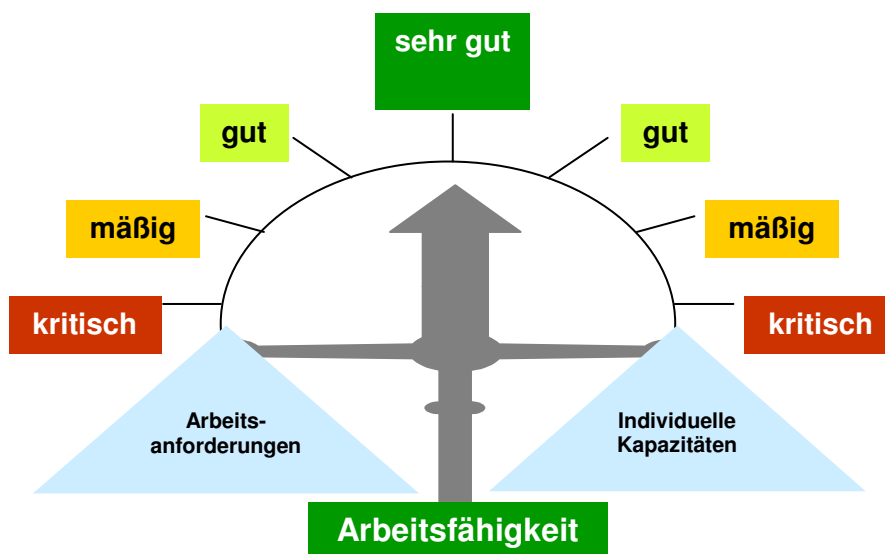 sehr gut
gut
gut
mäßig
mäßig
kritisch
kritisch
Arbeits-
anforderungen
Individuelle
Kapazitäten
Arbeitsfähigkeit